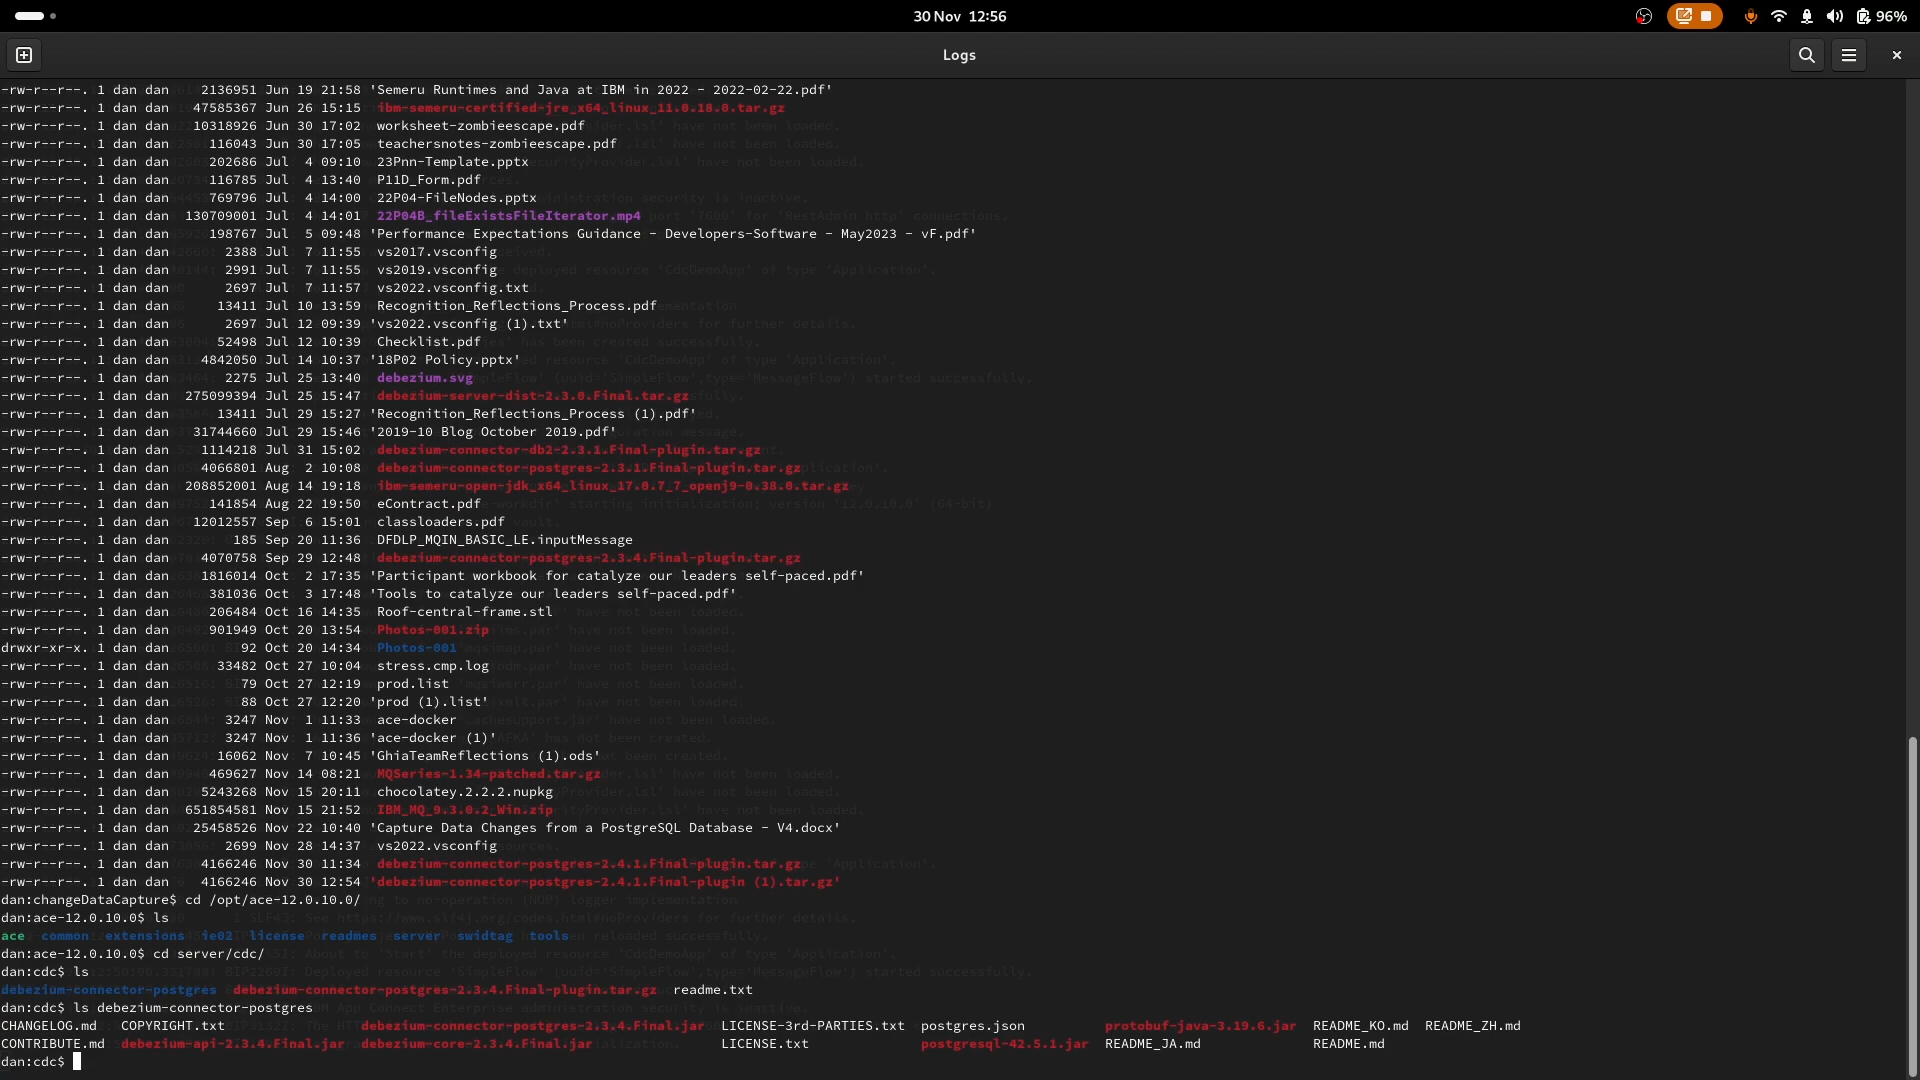 30 Nov 12:56
96%
Logs
-rw-r--r--. 1 dan dan   2136951 Jun 19 21:58 'Semeru Runtimes and Java at IBM in 2022 - 2022-02-22.pdf'
-rw-r--r--. 1 dan dan  47585367 Jun 26 15:15  ibm-semeru-certified-jre_x64_linux_11.0.18.0.tar.gz
-rw-r--r--. 1 dan dan  10318926 Jun 30 17:02  worksheet-zombieescape.pdf
-rw-r--r--. 1 dan dan    116043 Jun 30 17:05  teachersnotes-zombieescape.pdf
-rw-r--r--. 1 dan dan    202686 Jul  4 09:10  23Pnn-Template.pptx
-rw-r--r--. 1 dan dan    116785 Jul  4 13:40  P11D_Form.pdf
-rw-r--r--. 1 dan dan    769796 Jul  4 14:00  22P04-FileNodes.pptx
-rw-r--r--. 1 dan dan 130709001 Jul  4 14:01  22P04B_fileExistsFileIterator.mp4
-rw-r--r--. 1 dan dan    198767 Jul  5 09:48 'Performance Expectations Guidance - Developers-Software - May2023 - vF.pdf'
-rw-r--r--. 1 dan dan      2388 Jul  7 11:55  vs2017.vsconfig
-rw-r--r--. 1 dan dan      2991 Jul  7 11:55  vs2019.vsconfig
-rw-r--r--. 1 dan dan      2697 Jul  7 11:57  vs2022.vsconfig.txt
-rw-r--r--. 1 dan dan     13411 Jul 10 13:59  Recognition_Reflections_Process.pdf
-rw-r--r--. 1 dan dan      2697 Jul 12 09:39 'vs2022.vsconfig (1).txt'
-rw-r--r--. 1 dan dan     52498 Jul 12 10:39  Checklist.pdf
-rw-r--r--. 1 dan dan   4842050 Jul 14 10:37 '18P02 Policy.pptx'
-rw-r--r--. 1 dan dan      2275 Jul 25 13:40  debezium.svg
-rw-r--r--. 1 dan dan 275099394 Jul 25 15:47  debezium-server-dist-2.3.0.Final.tar.gz
-rw-r--r--. 1 dan dan     13411 Jul 29 15:27 'Recognition_Reflections_Process (1).pdf'
-rw-r--r--. 1 dan dan  31744660 Jul 29 15:46 '2019-10 Blog October 2019.pdf'
-rw-r--r--. 1 dan dan   1114218 Jul 31 15:02  debezium-connector-db2-2.3.1.Final-plugin.tar.gz
-rw-r--r--. 1 dan dan   4066801 Aug  2 10:08  debezium-connector-postgres-2.3.1.Final-plugin.tar.gz
-rw-r--r--. 1 dan dan 208852001 Aug 14 19:18  ibm-semeru-open-jdk_x64_linux_17.0.7_7_openj9-0.38.0.tar.gz
-rw-r--r--. 1 dan dan    141854 Aug 22 19:50  eContract.pdf
-rw-r--r--. 1 dan dan  12012557 Sep  6 15:01  classloaders.pdf
-rw-r--r--. 1 dan dan       185 Sep 20 11:36  DFDLP_MQIN_BASIC_LE.inputMessage
-rw-r--r--. 1 dan dan   4070758 Sep 29 12:48  debezium-connector-postgres-2.3.4.Final-plugin.tar.gz
-rw-r--r--. 1 dan dan   1816014 Oct  2 17:35 'Participant workbook for catalyze our leaders self-paced.pdf'
-rw-r--r--. 1 dan dan    381036 Oct  3 17:48 'Tools to catalyze our leaders self-paced.pdf'
-rw-r--r--. 1 dan dan    206484 Oct 16 14:35  Roof-central-frame.stl
-rw-r--r--. 1 dan dan    901949 Oct 20 13:54  Photos-001.zip
drwxr-xr-x. 1 dan dan        92 Oct 20 14:34  Photos-001
-rw-r--r--. 1 dan dan     33482 Oct 27 10:04  stress.cmp.log
-rw-r--r--. 1 dan dan        79 Oct 27 12:19  prod.list
-rw-r--r--. 1 dan dan        88 Oct 27 12:20 'prod (1).list'
-rw-r--r--. 1 dan dan      3247 Nov  1 11:33  ace-docker
-rw-r--r--. 1 dan dan      3247 Nov  1 11:36 'ace-docker (1)'
-rw-r--r--. 1 dan dan     16062 Nov  7 10:45 'GhiaTeamReflections (1).ods'
-rw-r--r--. 1 dan dan    469627 Nov 14 08:21  MQSeries-1.34-patched.tar.gz
-rw-r--r--. 1 dan dan   5243268 Nov 15 20:11  chocolatey.2.2.2.nupkg
-rw-r--r--. 1 dan dan 651854581 Nov 15 21:52  IBM_MQ_9.3.0.2_Win.zip
-rw-r--r--. 1 dan dan  25458526 Nov 22 10:40 'Capture Data Changes from a PostgreSQL Database - V4.docx'
-rw-r--r--. 1 dan dan      2699 Nov 28 14:37  vs2022.vsconfig
-rw-r--r--. 1 dan dan   4166246 Nov 30 11:34  debezium-connector-postgres-2.4.1.Final-plugin.tar.gz
-rw-r--r--. 1 dan dan   4166246 Nov 30 12:54 'debezium-connector-postgres-2.4.1.Final-plugin (1).tar.gz'
dan:changeDataCapture$ cd /opt/ace-12.0.10.0/
dan:ace-12.0.10.0$ ls
ace  common  extensions  ie02  license  readmes  server  swidtag  tools
dan:ace-12.0.10.0$ cd server/cdc/
dan:cdc$ ls
debezium-connector-postgres  debezium-connector-postgres-2.3.4.Final-plugin.tar.gz  readme.txt
dan:cdc$ ls debezium-connector-postgres
CHANGELOG.md   COPYRIGHT.txt   debezium-connector-postgres-2.3.4.Final.jar  LICENSE-3rd-PARTIES.txt  postgres.json  protobuf-java-3.19.6.jar  README_KO.md  README_ZH.md
CONTRIBUTE.md  debezium-api-2.3.4.Final.jar  debezium-core-2.3.4.Final.jar  LICENSE.txt  postgresql-42.5.1.jar  README_JA.md  README.md
dan:cdc$